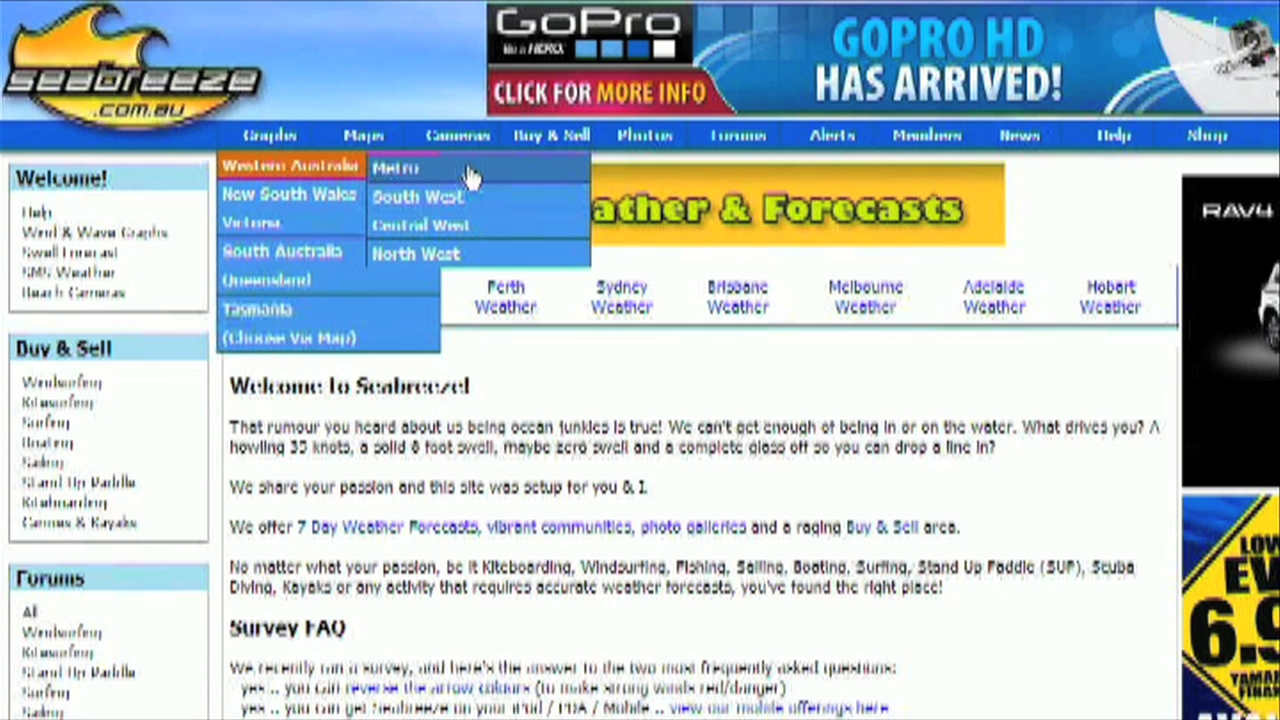 GoPro
Be a HERO.
CLICK FOR MORE INFO
GOPRO HD
HAS ARRIVED!
seabreeze
.com.au
Graphs Maps Cameras Buy & Sell Photos Forums Alerts Members News Help Shop
Western Australia
New South Wales
Victoria
South Australia
Queensland
Tasmania
(Choose Via Map)
Metro
South West
Central West
North West
ather & Forecasts
RAV4
Welcome!
Help
Wind & Wave Graphs
Swell Forecast
SMS Weather
Beach Cameras
Perth Weather
Sydney Weather
Brisbane Weather
Melbourne Weather
Adelaide Weather
Hobart Weather
Buy & Sell
Windsurfing
Kitesurfing
Surfing
Boating
Sailing
Stand Up Paddle
Kiteboarding
Canoes & Kayaks
Forums
All
Windsurfing
Kitesurfing
Stand Up Paddle
Surfing
Sailing
Welcome to Seabreeze!
That rumour you heard about us being ocean junkies is true! We can't get enough of being in or on the water. What drives you? A
howling 35 knots, a solid 8 foot swell, maybe zero swell and a complete glass off so you can drop a line in?
We share your passion and this site was setup for you & I.
We offer 7 Day Weather Forecasts, vibrant communities, photo galleries and a raging Buy & Sell area.
No matter what your passion, be it Kiteboarding, Windsurfing, Fishing, Sailing, Boating, Surfing, Stand Up Paddle (SUP), Scuba
Diving, Kayaks or any activity that requires accurate weather forecasts, you've found the right place!
Survey FAQ
We recently ran a survey, and here's the answer to the two most frequently asked questions:
yes .. you can reverse the arrow colours (to make strong winds red/danger)
yes .. you can get Seabreeze on your iPod / PDA / Mobile .. view our mobile offerings here
LOW
EV
6.9
YAMA
FINAN